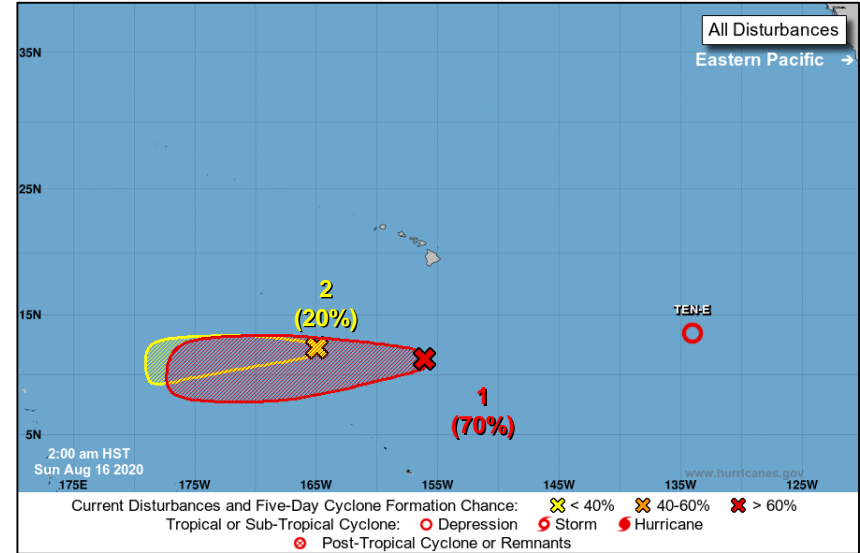 All Disturbances
Eastern Pacific →
35N
25N
2
(20%)
15N
TEN-E
1
(70%)
5N
2:00 am HST
Sun Aug 16 2020
www.hurricanes.gov
175E 175W 165W 155W 145W 135W 125W
Current Disturbances and Five-Day Cyclone Formation Chance: < 40% 40-60% > 60%
Tropical or Sub-Tropical Cyclone: Depression Storm Hurricane
Post-Tropical Cyclone or Remnants